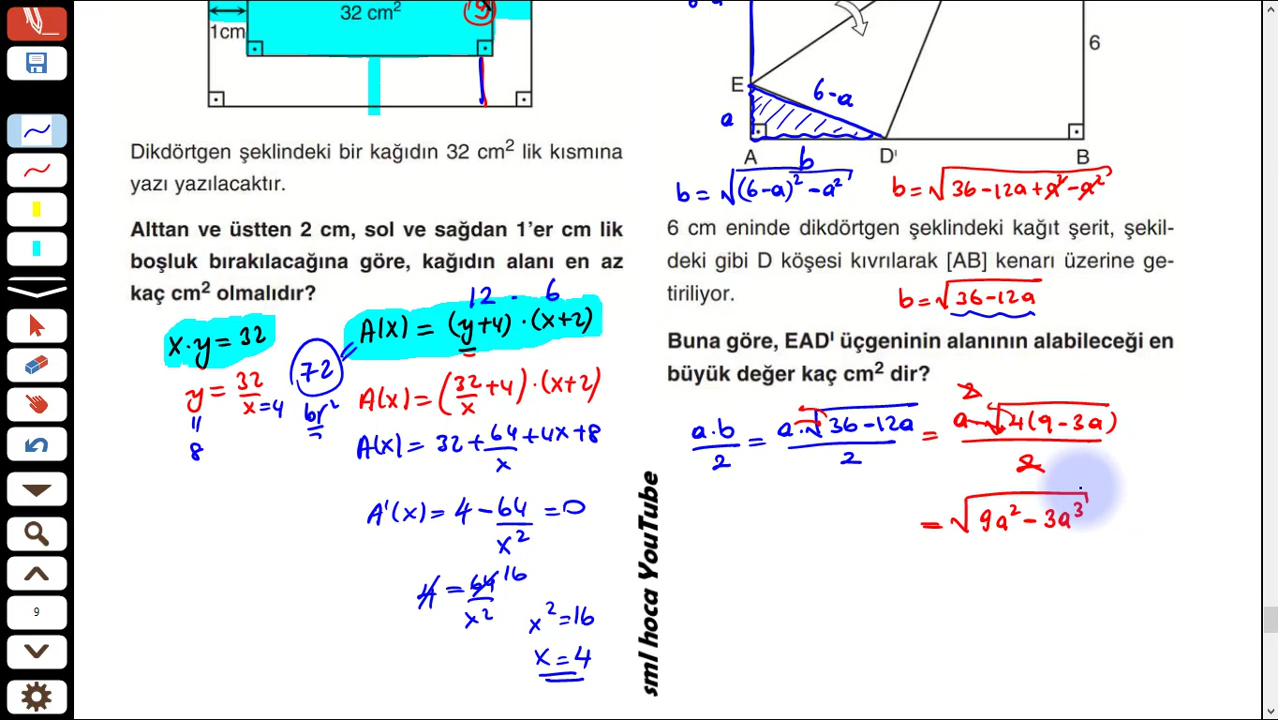 32 cm²
9
1cm
Dikdörtgen şeklindeki bir kağıdın 32 cm² lik kısmına
yazı yazılacaktır.
Alttan ve üstten 2 cm, sol ve sağdan 1'er cm lik
boşluk bırakılacağına göre, kağıdın alanı en az
kaç cm² olmalıdır?
12 . 6
x·y=32
A(x) = (y+4)·(x+2)
72
br²
y = 32/x =4
8
A(x) = (32/x +4)·(x+2)
A(x) = 32+64/x+4x+8
A'(x) = 4 - 64/x² = 0
4 = 64/x² 16
x²=16
x=4
6
E
6-a
a
A
b
D'
B
b = √(6-a)²-a²
b = √36-12a+a²-a²
6 cm eninde dikdörtgen şeklindeki kağıt şerit, şekil-
deki gibi D köşesi kıvrılarak [AB] kenarı üzerine ge-
tiriliyor.
b = √36-12a
Buna göre, EAD' üçgeninin alanının alabileceği en
büyük değer kaç cm² dir?
2
a·b/2 = a·√36-12a/2 = a·√4(9-3a)/2
= √9a²-3a³
sml hoca YouTube
9